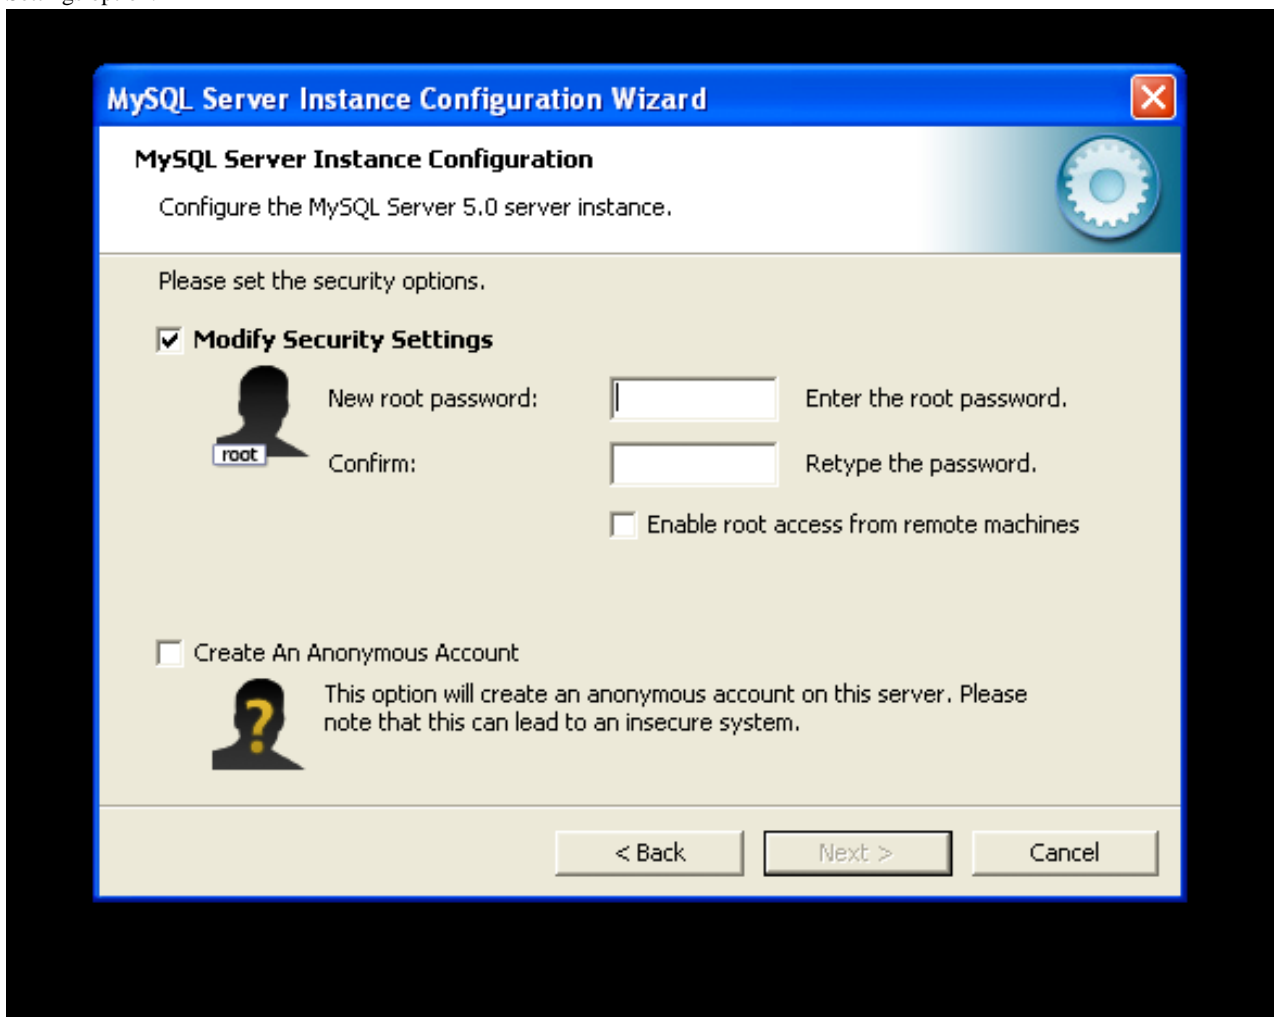 MySQL Server Instance Configuration Wizard
MySQL Server Instance Configuration
Configure the MySQL Server 5.0 server instance.
Please set the security options.
Modify Security Settings
New root password:
Enter the root password.
root
Confirm:
Retype the password.
Enable root access from remote machines
Create An Anonymous Account
This option will create an anonymous account on this server. Please
note that this can lead to an insecure system.
< Back
Next >
Cancel